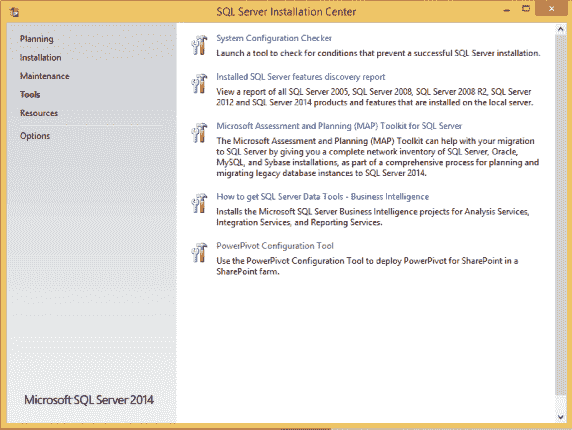 SQL Server Installation Center
Planning
Installation
Maintenance
Tools
Resources
Options
System Configuration Checker
Launch a tool to check for conditions that prevent a successful SQL Server installation.
Installed SQL Server features discovery report
View a report of all SQL Server 2005, SQL Server 2008, SQL Server 2008 R2, SQL Server
2012 and SQL Server 2014 products and features that are installed on the local server.
Microsoft Assessment and Planning (MAP) Toolkit for SQL Server
The Microsoft Assessment and Planning (MAP) Toolkit can help with your migration
to SQL Server by giving you a complete network inventory of SQL Server, Oracle,
MySQL, and Sybase installations, as part of a comprehensive process for planning and
migrating legacy database instances to SQL Server 2014.
How to get SQL Server Data Tools - Business Intelligence
Installs the Microsoft SQL Server Business Intelligence projects for Analysis Services,
Integration Services, and Reporting Services.
PowerPivot Configuration Tool
Use the PowerPivot Configuration Tool to deploy PowerPivot for SharePoint in a
SharePoint farm.
Microsoft SQL Server 2014